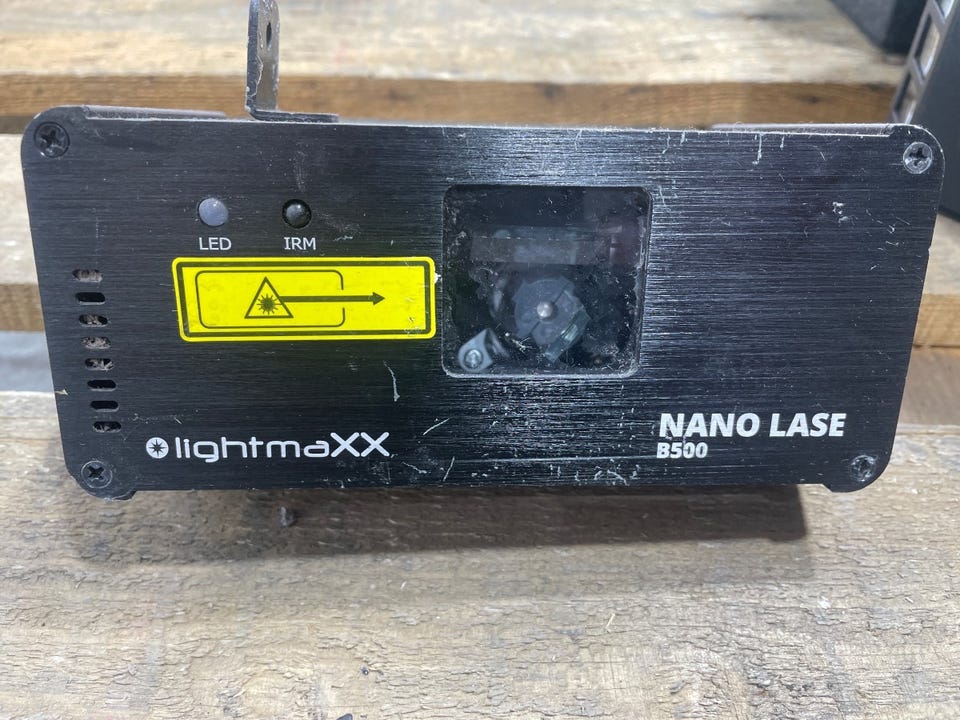 LED IRM
lightmaXX
NANO LASE
B500